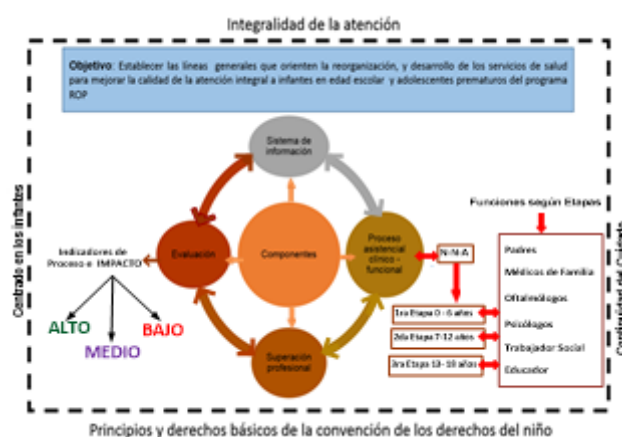 Integralidad de la atención
Objetivo: Establecer las líneas generales que orienten la reorganización, y desarrollo de los servicios de salud
para mejorar la calidad de la atención integral a infantes en edad escolar y adolescentes prematuros del programa
ROP
Centrado en los infantes
Sistema de
información
Evaluación
Componentes
Proceso
asistencial
clínico -
funcional
Superación
profesional
Indicadores de
Proceso e IMPACTO
ALTO
MEDIO
BAJO
N-N-A
1ra Etapa 0 - 6 años
2da Etapa 7-12 años
3ra Etapa 13- 18 años
Funciones según Etapas
Padres
Médicos de Familia
Oftalmólogos
Psicólogos
Trabajador Social
Educador
Continuidad del Cuidado
Principios y derechos básicos de la convención de los derechos del niño